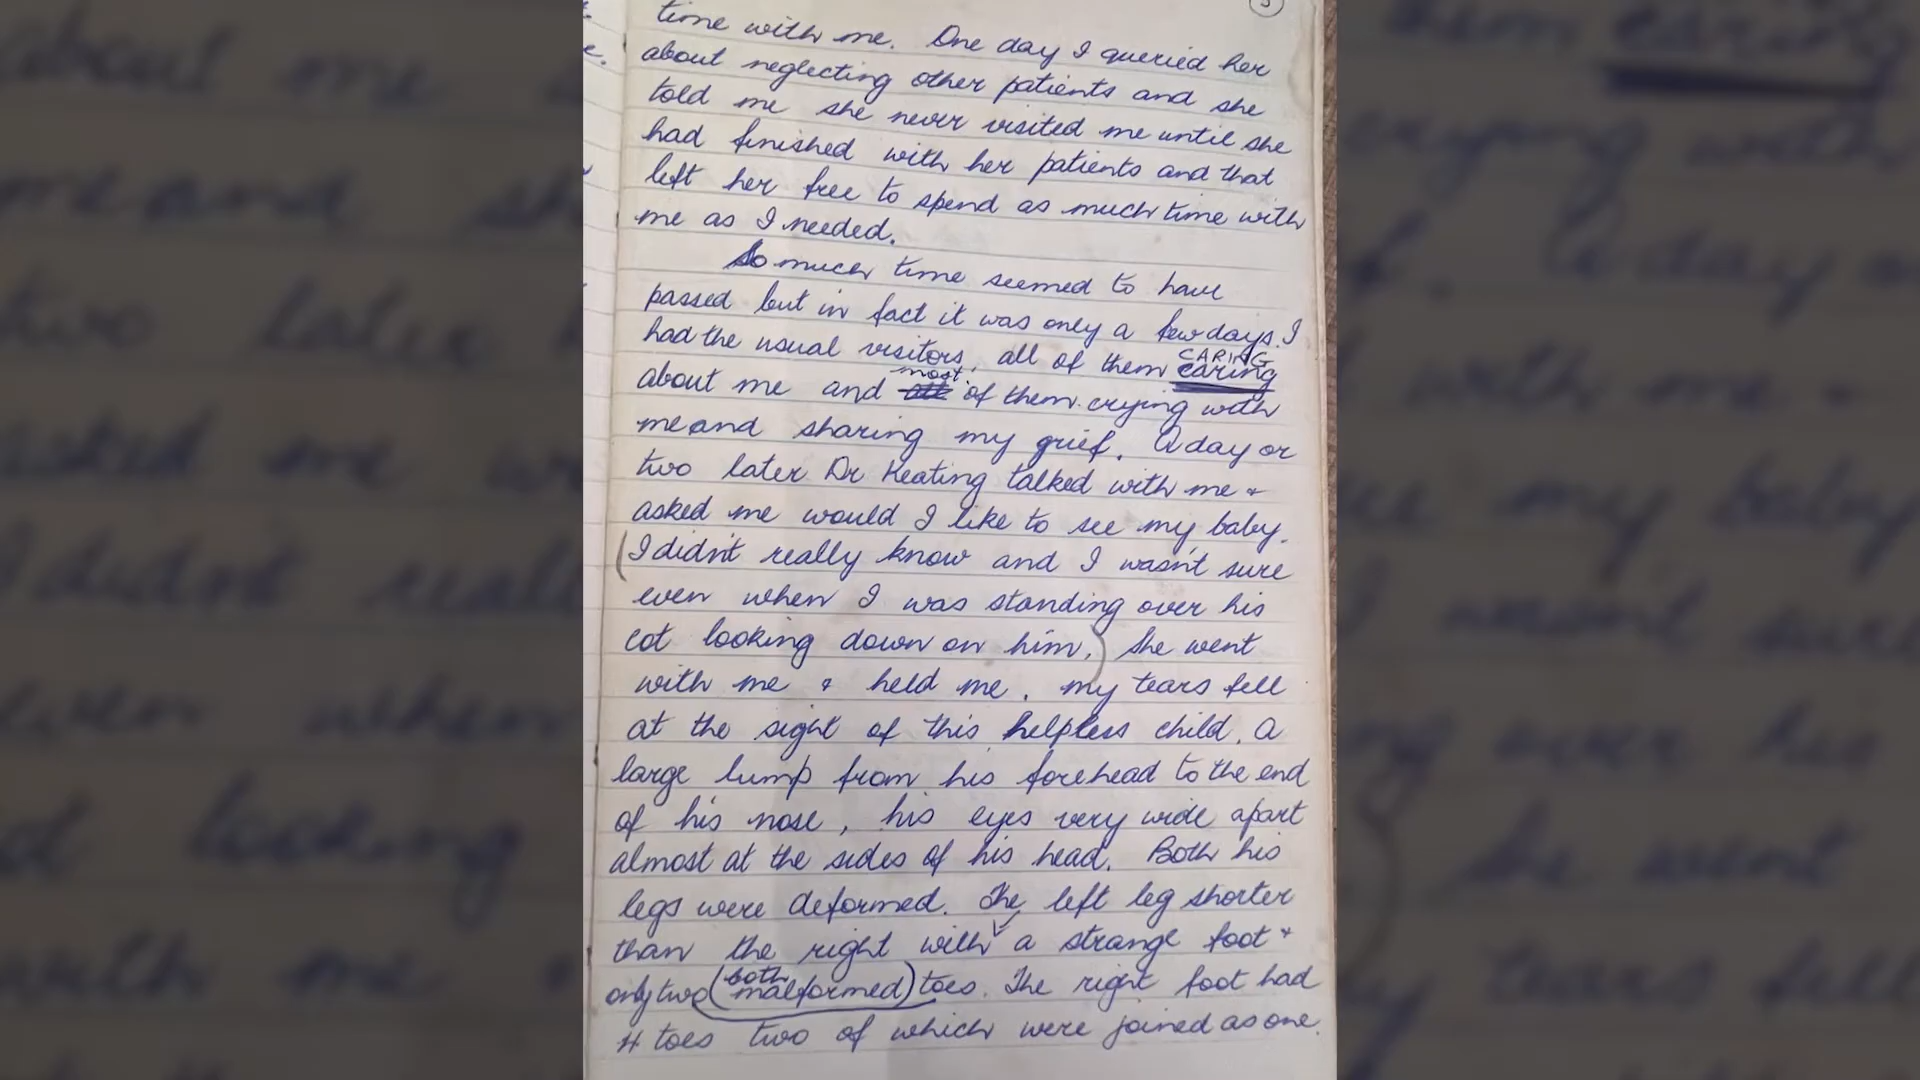 time with me. One day I queried her
about neglecting other patients and she
told me she never visited me until she
had finished with her patients and that
left her free to spend as much time with
me as I needed.
So much time seemed to have
passed but in fact it was only a few days. I
had the usual visitors, all of them CARING caring
about me and most of them crying with
me and sharing my grief. A day or
two later Dr Keating talked with me +
asked me would I like to see my baby.
(I didn't really know and I wasn't sure
even when I was standing over his
cot looking down on him.) She went
with me + held me. my tears fell
at the sight of this helpless child. A
large lump from his forehead to the end
of his nose, his eyes very wide apart
almost at the sides of his head. Both his
legs were deformed. The left leg shorter
than the right with a strange foot +
only two (both malformed) toes. The right foot had
4 toes two of which were joined as one.